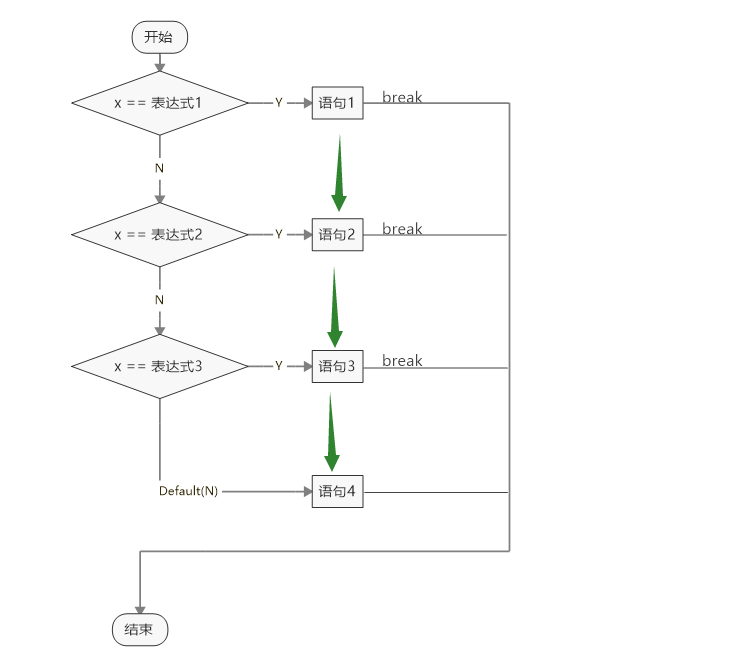 开始
x == 表达式1
Y
语句1
break
N
x == 表达式2
Y
语句2
break
N
x == 表达式3
Y
语句3
break
Default(N)
语句4
结束